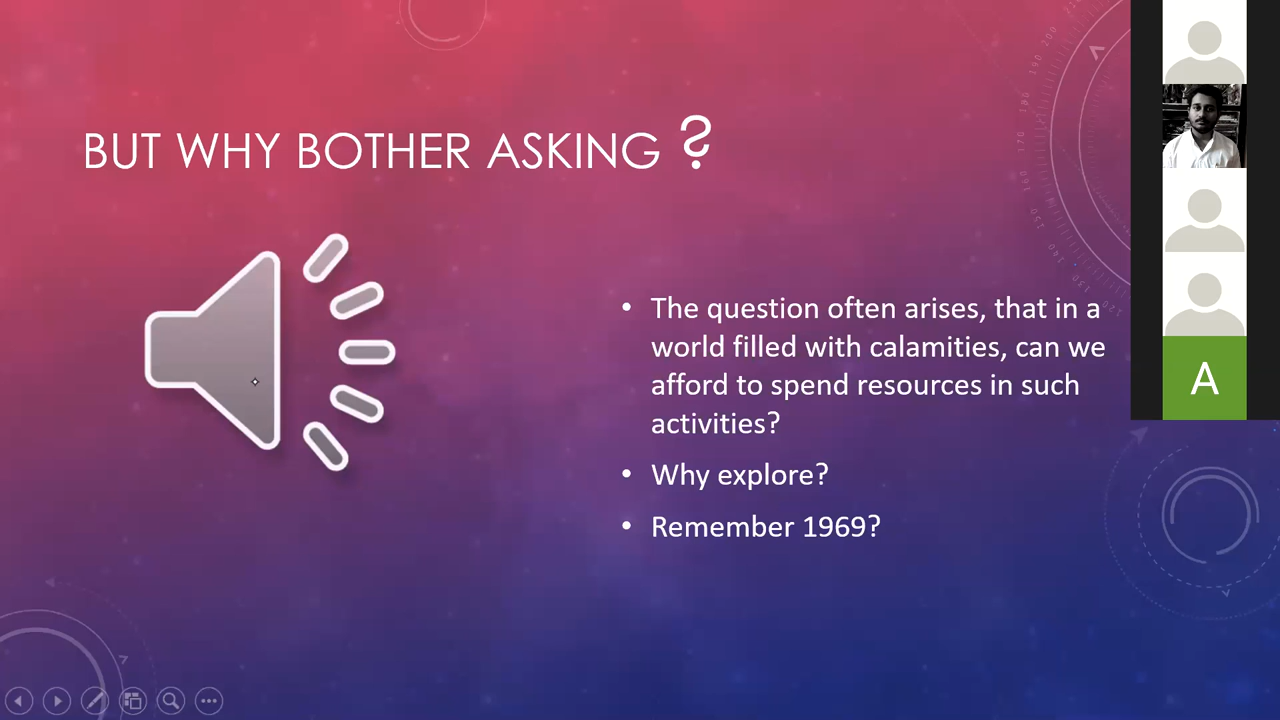 BUT WHY BOTHER ASKING ?
• The question often arises, that in a
world filled with calamities, can we
afford to spend resources in such
activities?
• Why explore?
• Remember 1969?
A